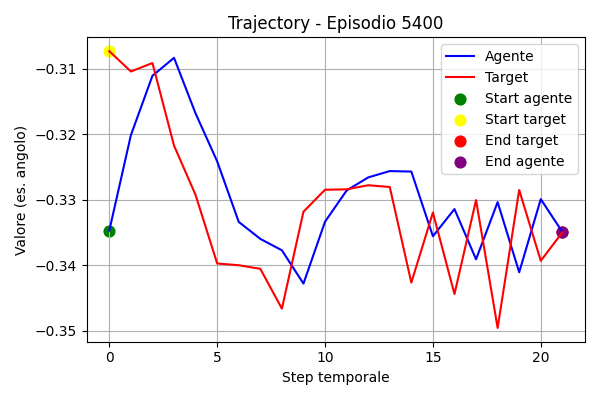 Trajectory - Episodio 5400
Agente
Target
Start agente
Start target
End target
End agente
Valore (es. angolo)
−0.31
−0.32
−0.33
−0.34
−0.35
0 5 10 15 20
Step temporale